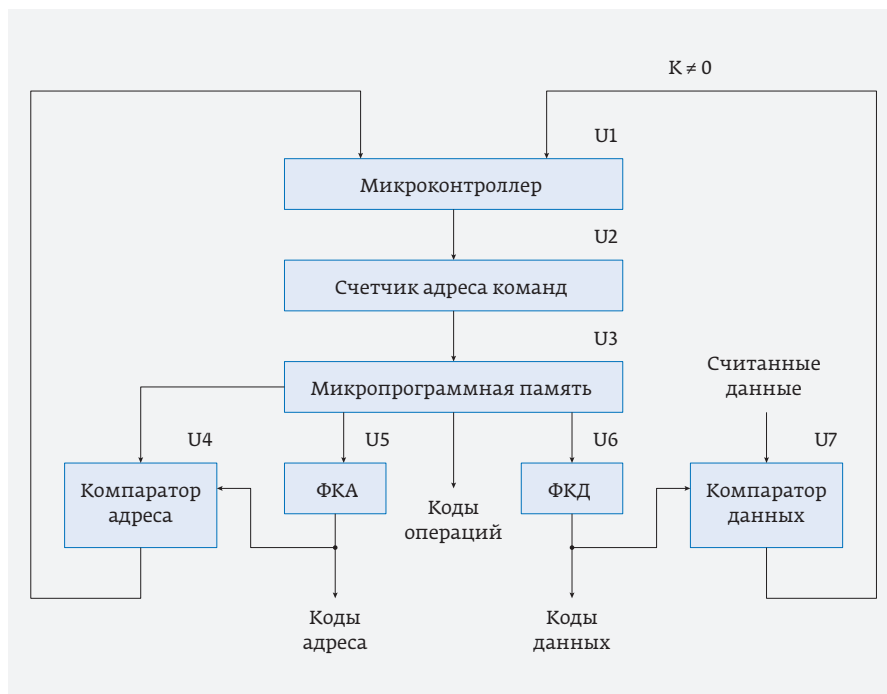 K ≠ 0
U1
Микроконтроллер
U2
Счетчик адреса команд
U3
Микропрограммная память
Считанные
данные
U4
U5
U6
U7
Компаратор
адреса
ФКА
Коды
операций
ФКД
Компаратор
данных
Коды
адреса
Коды
данных